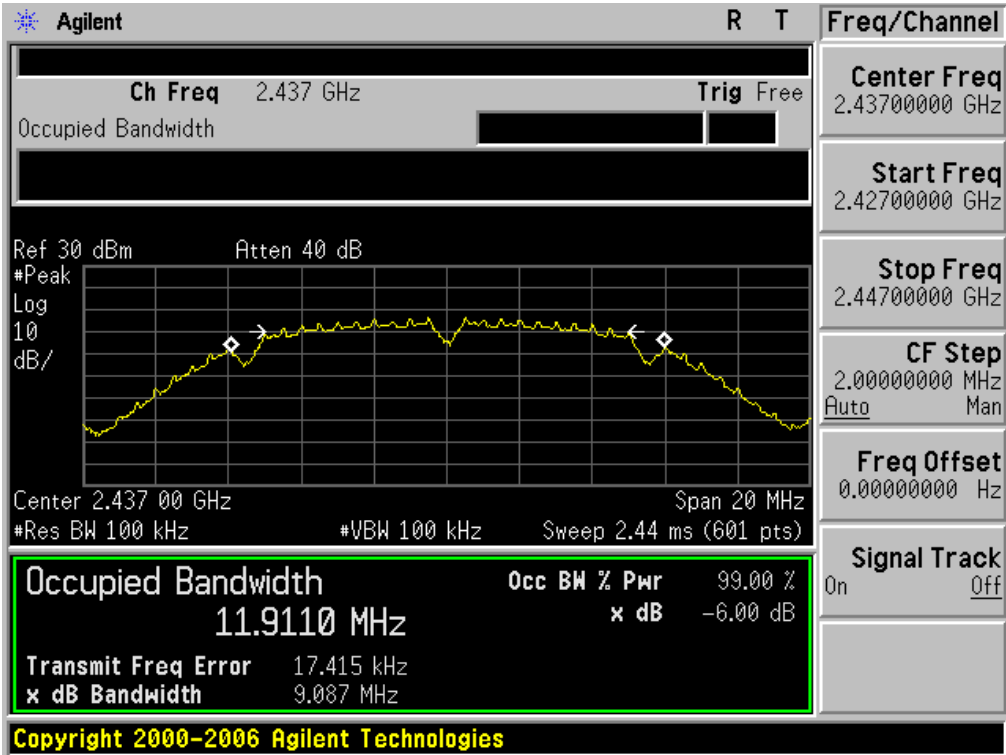 Agilent R T
Ch Freq 2.437 GHz Trig Free
Occupied Bandwidth
Ref 30 dBm Atten 40 dB
#Peak
Log
10
dB/
Center 2.437 00 GHz Span 20 MHz
#Res BW 100 kHz #VBW 100 kHz Sweep 2.44 ms (601 pts)
Occupied Bandwidth Occ BW % Pwr 99.00 %
11.9110 MHz x dB -6.00 dB
Transmit Freq Error 17.415 kHz
x dB Bandwidth 9.087 MHz
Copyright 2000-2006 Agilent Technologies
Freq/Channel
Center Freq
2.43700000 GHz
Start Freq
2.42700000 GHz
Stop Freq
2.44700000 GHz
CF Step
2.00000000 MHz
Auto Man
Freq Offset
0.00000000 Hz
Signal Track
On Off